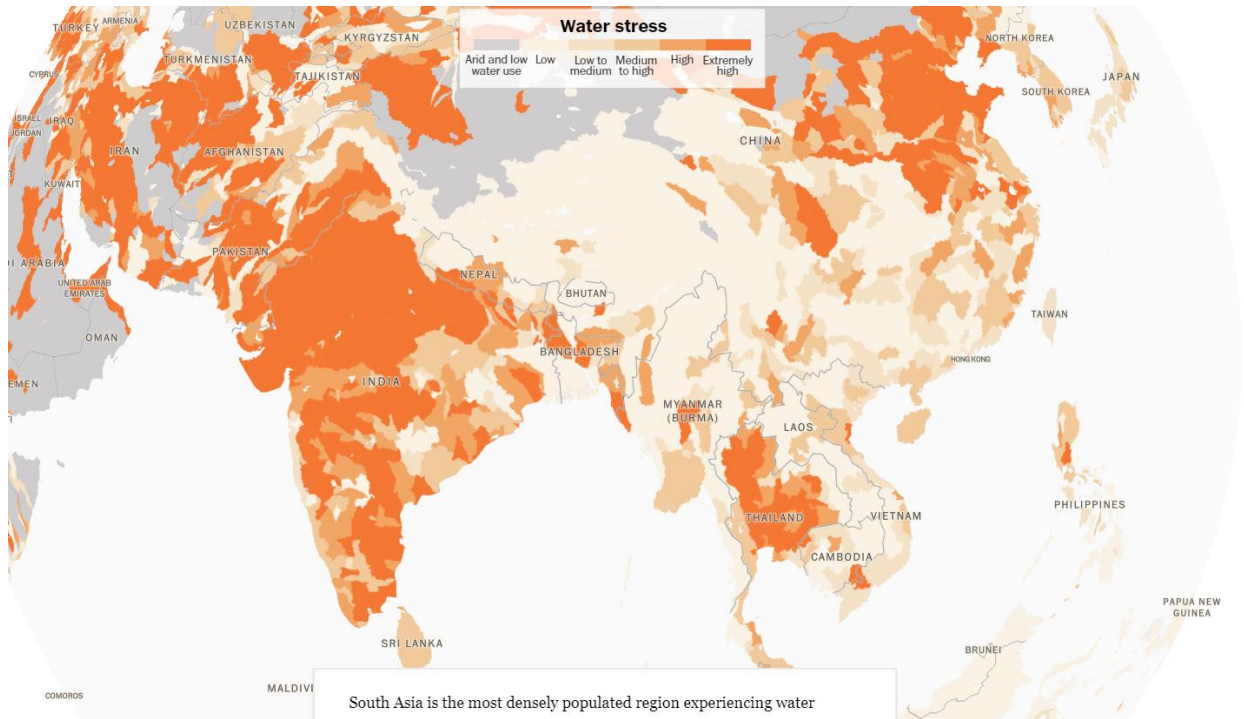 Water stress
Arid and low water use
Low
Low to medium
Medium to high
High
Extremely high
TURKEY
ARMENIA
UZBEKISTAN
KYRGYZSTAN
NORTH KOREA
TURKMENISTAN
TAJIKISTAN
CYPRUS
JAPAN
SOUTH KOREA
ISRAEL
JORDAN
IRAQ
IRAN
AFGHANISTAN
CHINA
KUWAIT
PAKISTAN
DI ARABIA
UNITED ARAB
EMIRATES
NEPAL
BHUTAN
OMAN
TAIWAN
BANGLADESH
HONG KONG
EMEN
INDIA
MYANMAR
(BURMA)
LAOS
THAILAND
VIETNAM
PHILIPPINES
CAMBODIA
PAPUA NEW
GUINEA
SRI LANKA
BRUNEI
COMOROS
MALDIVI
South Asia is the most densely populated region experiencing water